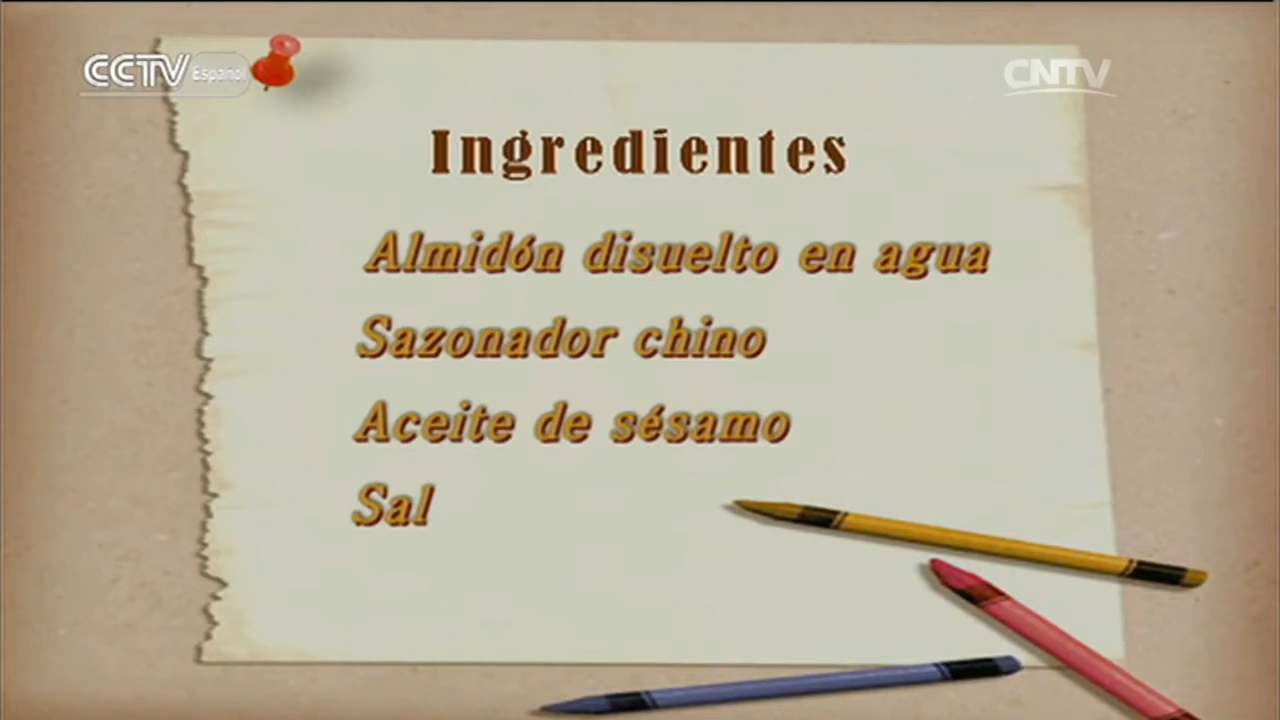 CCTV Español
CNTV
Ingredientes
Almidón disuelto en agua
Sazonador chino
Aceite de sésamo
Sal